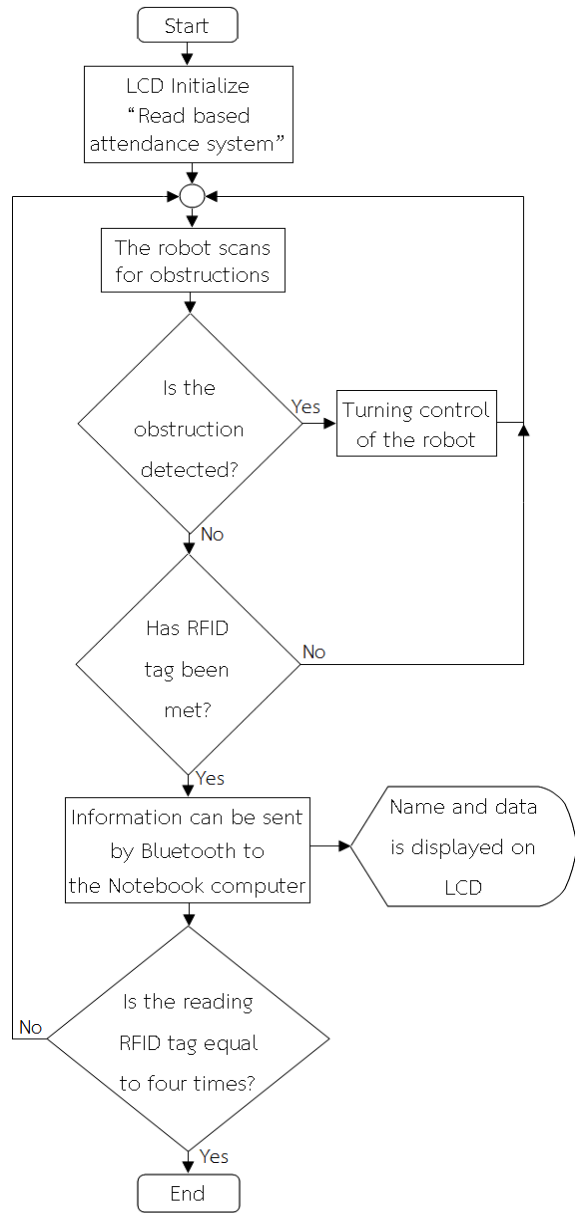 Start
LCD Initialize
“Read based
attendance system”
The robot scans
for obstructions
Is the
obstruction
detected?
Yes
Turning control
of the robot
No
Has RFID
tag been
met?
No
Yes
Information can be sent
by Bluetooth to
the Notebook computer
Name and data
is displayed on
LCD
Is the reading
RFID tag equal
to four times?
No
Yes
End